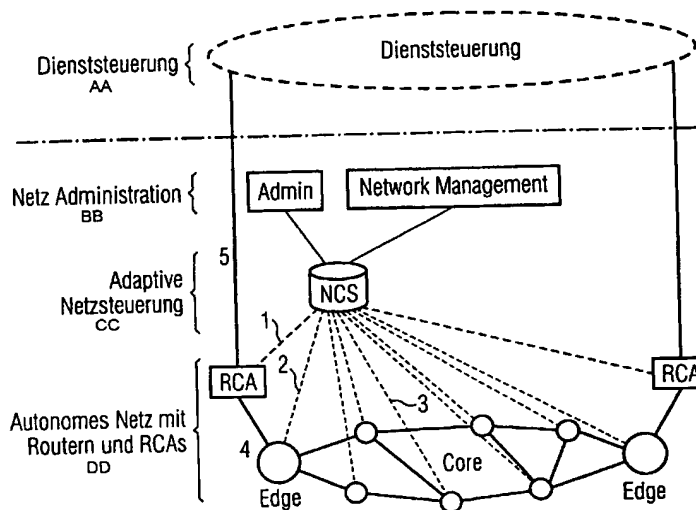 Dienststeuerung
AA
Dienststeuerung
Netz Administration
BB
Admin
Network Management
5
Adaptive
Netzsteuerung
CC
NCS
1
2
3
RCA
RCA
Autonomes Netz mit
Routern und RCAs
DD
4
Core
Edge
Edge